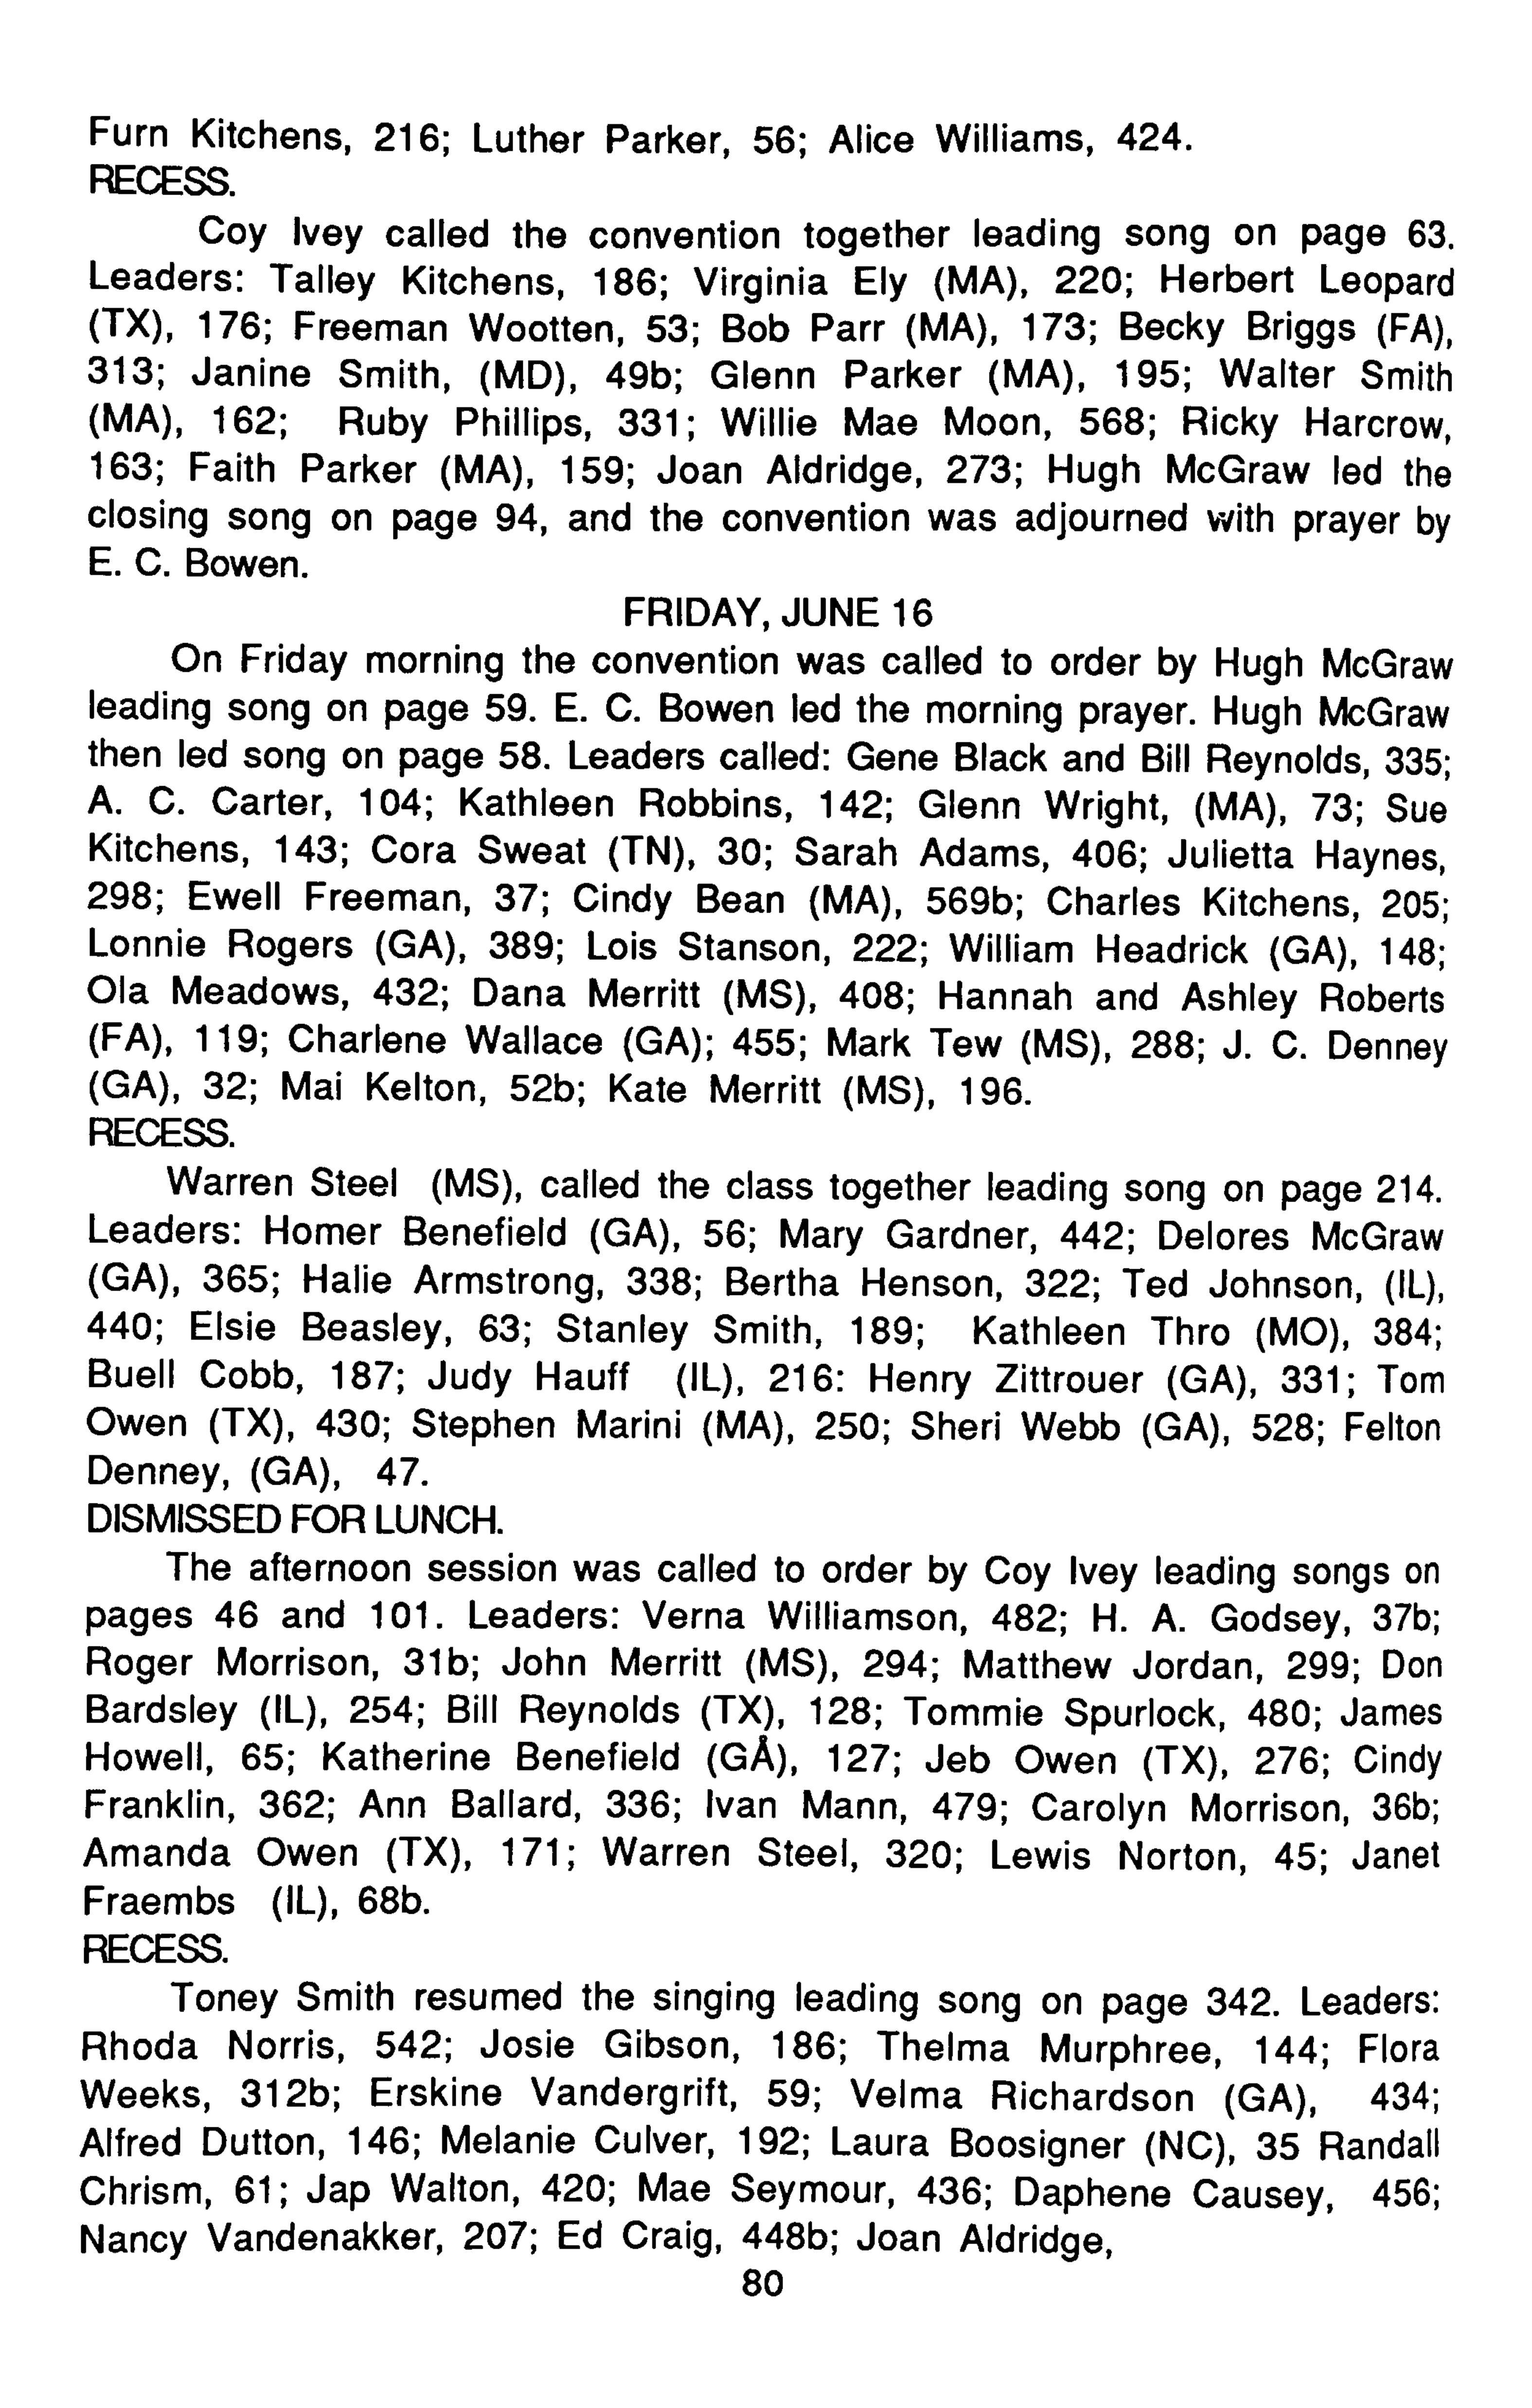 Furn Kitchens, 216; Luther Parker, 56; Alice Williams, 424.
RECESS.
Coy Ivey called the convention together leading song on page 63.
Leaders: Talley Kitchens, 186; Virginia Ely (MA), 220; Herbert Leopard
(TX), 176; Freeman Wootten, 53; Bob Parr (MA), 173; Becky Briggs (FA),
313; Janine Smith, (MD), 49b; Glenn Parker (MA), 195; Walter Smith
(MA), 162; Ruby Phillips, 331; Willie Mae Moon, 568; Ricky Harcrow,
163; Faith Parker (MA), 159; Joan Aldridge, 273; Hugh McGraw led the
closing song on page 94, and the convention was adjourned with prayer by
E. C. Bowen.
FRIDAY, JUNE 16
On Friday morning the convention was called to order by Hugh McGraw
leading song on page 59. E. C. Bowen led the morning prayer. Hugh McGraw
then led song on page 58. Leaders called: Gene Black and Bill Reynolds, 335;
A. C. Carter, 104; Kathleen Robbins, 142; Glenn Wright, (MA), 73; Sue
Kitchens, 143; Cora Sweat (TN), 30; Sarah Adams, 406; Julietta Haynes,
298; Ewell Freeman, 37; Cindy Bean (MA), 569b; Charles Kitchens, 205;
Lonnie Rogers (GA), 389; Lois Stanson, 222; William Headrick (GA), 148;
Ola Meadows, 432; Dana Merritt (MS), 408; Hannah and Ashley Roberts
(FA), 119; Charlene Wallace (GA); 455; Mark Tew (MS), 288; J. C. Denney
(GA), 32; Mai Kelton, 52b; Kate Merritt (MS), 196.
RECESS.
Warren Steel (MS), called the class together leading song on page 214.
Leaders: Homer Benefield (GA), 56; Mary Gardner, 442; Delores McGraw
(GA), 365; Halie Armstrong, 338; Bertha Henson, 322; Ted Johnson, (IL),
440; Elsie Beasley, 63; Stanley Smith, 189; Kathleen Thro (MO), 384;
Buell Cobb, 187; Judy Hauff (IL), 216: Henry Zittrouer (GA), 331; Tom
Owen (TX), 430; Stephen Marini (MA), 250; Sheri Webb (GA), 528; Felton
Denney, (GA), 47.
DISMISSED FOR LUNCH.
The afternoon session was called to order by Coy Ivey leading songs on
pages 46 and 101. Leaders: Verna Williamson, 482; H. A. Godsey, 37b;
Roger Morrison, 31b; John Merritt (MS), 294; Matthew Jordan, 299; Don
Bardsley (IL), 254; Bill Reynolds (TX), 128; Tommie Spurlock, 480; James
Howell, 65; Katherine Benefield (GÅ), 127; Jeb Owen (TX), 276; Cindy
Franklin, 362; Ann Ballard, 336; Ivan Mann, 479; Carolyn Morrison, 36b;
Amanda Owen (TX), 171; Warren Steel, 320; Lewis Norton, 45; Janet
Fraembs (IL), 68b.
RECESS.
Toney Smith resumed the singing leading song on page 342. Leaders:
Rhoda Norris, 542; Josie Gibson, 186; Thelma Murphree, 144; Flora
Weeks, 312b; Erskine Vandergrift, 59; Velma Richardson (GA), 434;
Alfred Dutton, 146; Melanie Culver, 192; Laura Boosigner (NC), 35 Randall
Chrism, 61; Jap Walton, 420; Mae Seymour, 436; Daphene Causey, 456;
Nancy Vandenakker, 207; Ed Craig, 448b; Joan Aldridge,
80